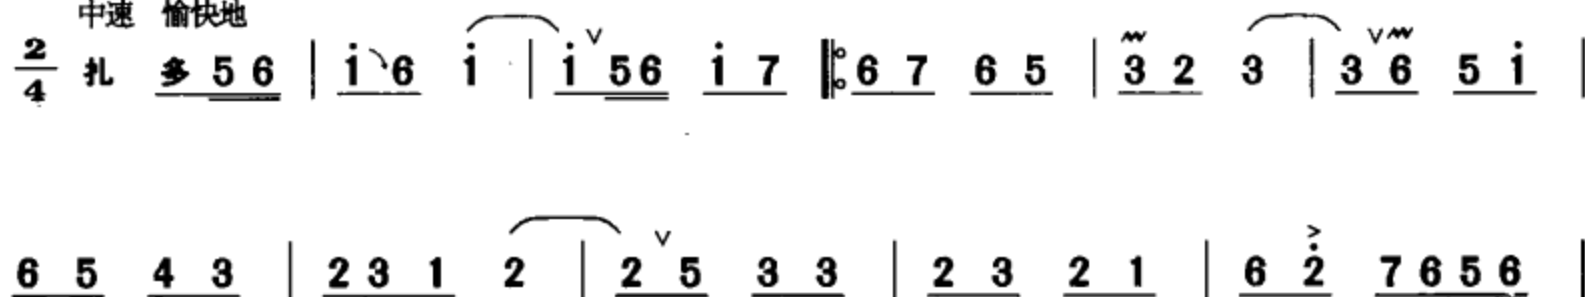 中速 愉快地
2/4 扎 多 5 6 | i 6 i | i 5 6 i 7 ‖: 6 7 6 5 | 3 2 3 | 3 6 5 i |
6 5 4 3 | 2 3 1 2 | 2 5 3 3 | 2 3 2 1 | 6 2 7 6 5 6 |